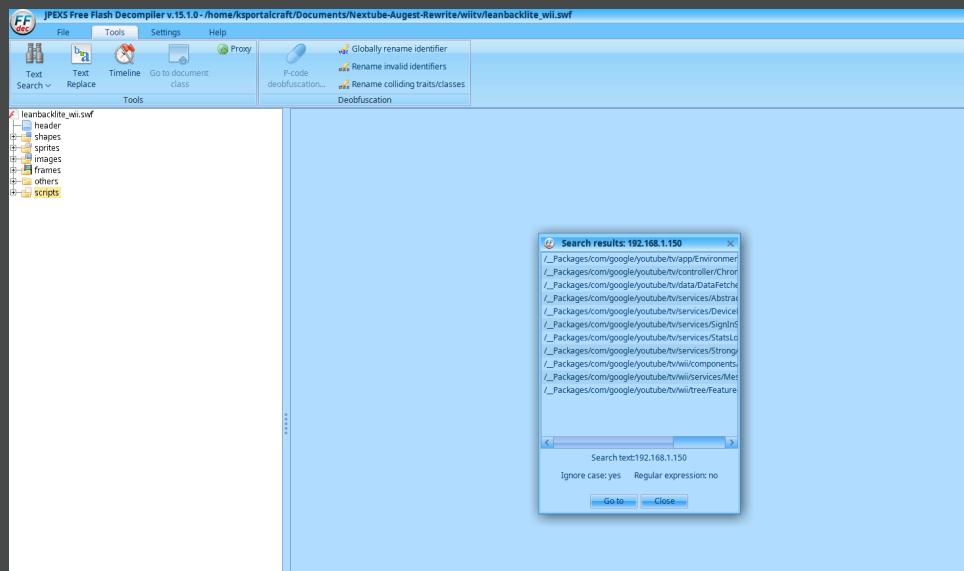 JPEXS Free Flash Decompiler v.15.1.0 - /home/ksportalcraft/Documents/Nextube-Augest-Rewrite/wiitv/leanbacklite_wii.swf
FF
dec
File Tools Settings Help
Text Search
Text Replace
Timeline
Go to document class
Proxy
P-code deobfuscation...
Globally rename identifier
Rename invalid identifiers
Rename colliding traits/classes
Tools
Deobfuscation
leanbacklite_wii.swf
header
shapes
sprites
images
frames
others
scripts
Search results: 192.168.1.150
/__Packages/com/google/youtube/tv/app/Environmen
/__Packages/com/google/youtube/tv/controller/Chron
/__Packages/com/google/youtube/tv/data/DataFetche
/__Packages/com/google/youtube/tv/services/Abstrac
/__Packages/com/google/youtube/tv/services/DeviceI
/__Packages/com/google/youtube/tv/services/SignInS
/__Packages/com/google/youtube/tv/services/StatsLo
/__Packages/com/google/youtube/tv/services/Strong/
/__Packages/com/google/youtube/tv/wii/components/
/__Packages/com/google/youtube/tv/wii/services/Mes
/__Packages/com/google/youtube/tv/wii/tree/Feature
Search text:192.168.1.150
Ignore case: yes Regular expression: no
Go to Close